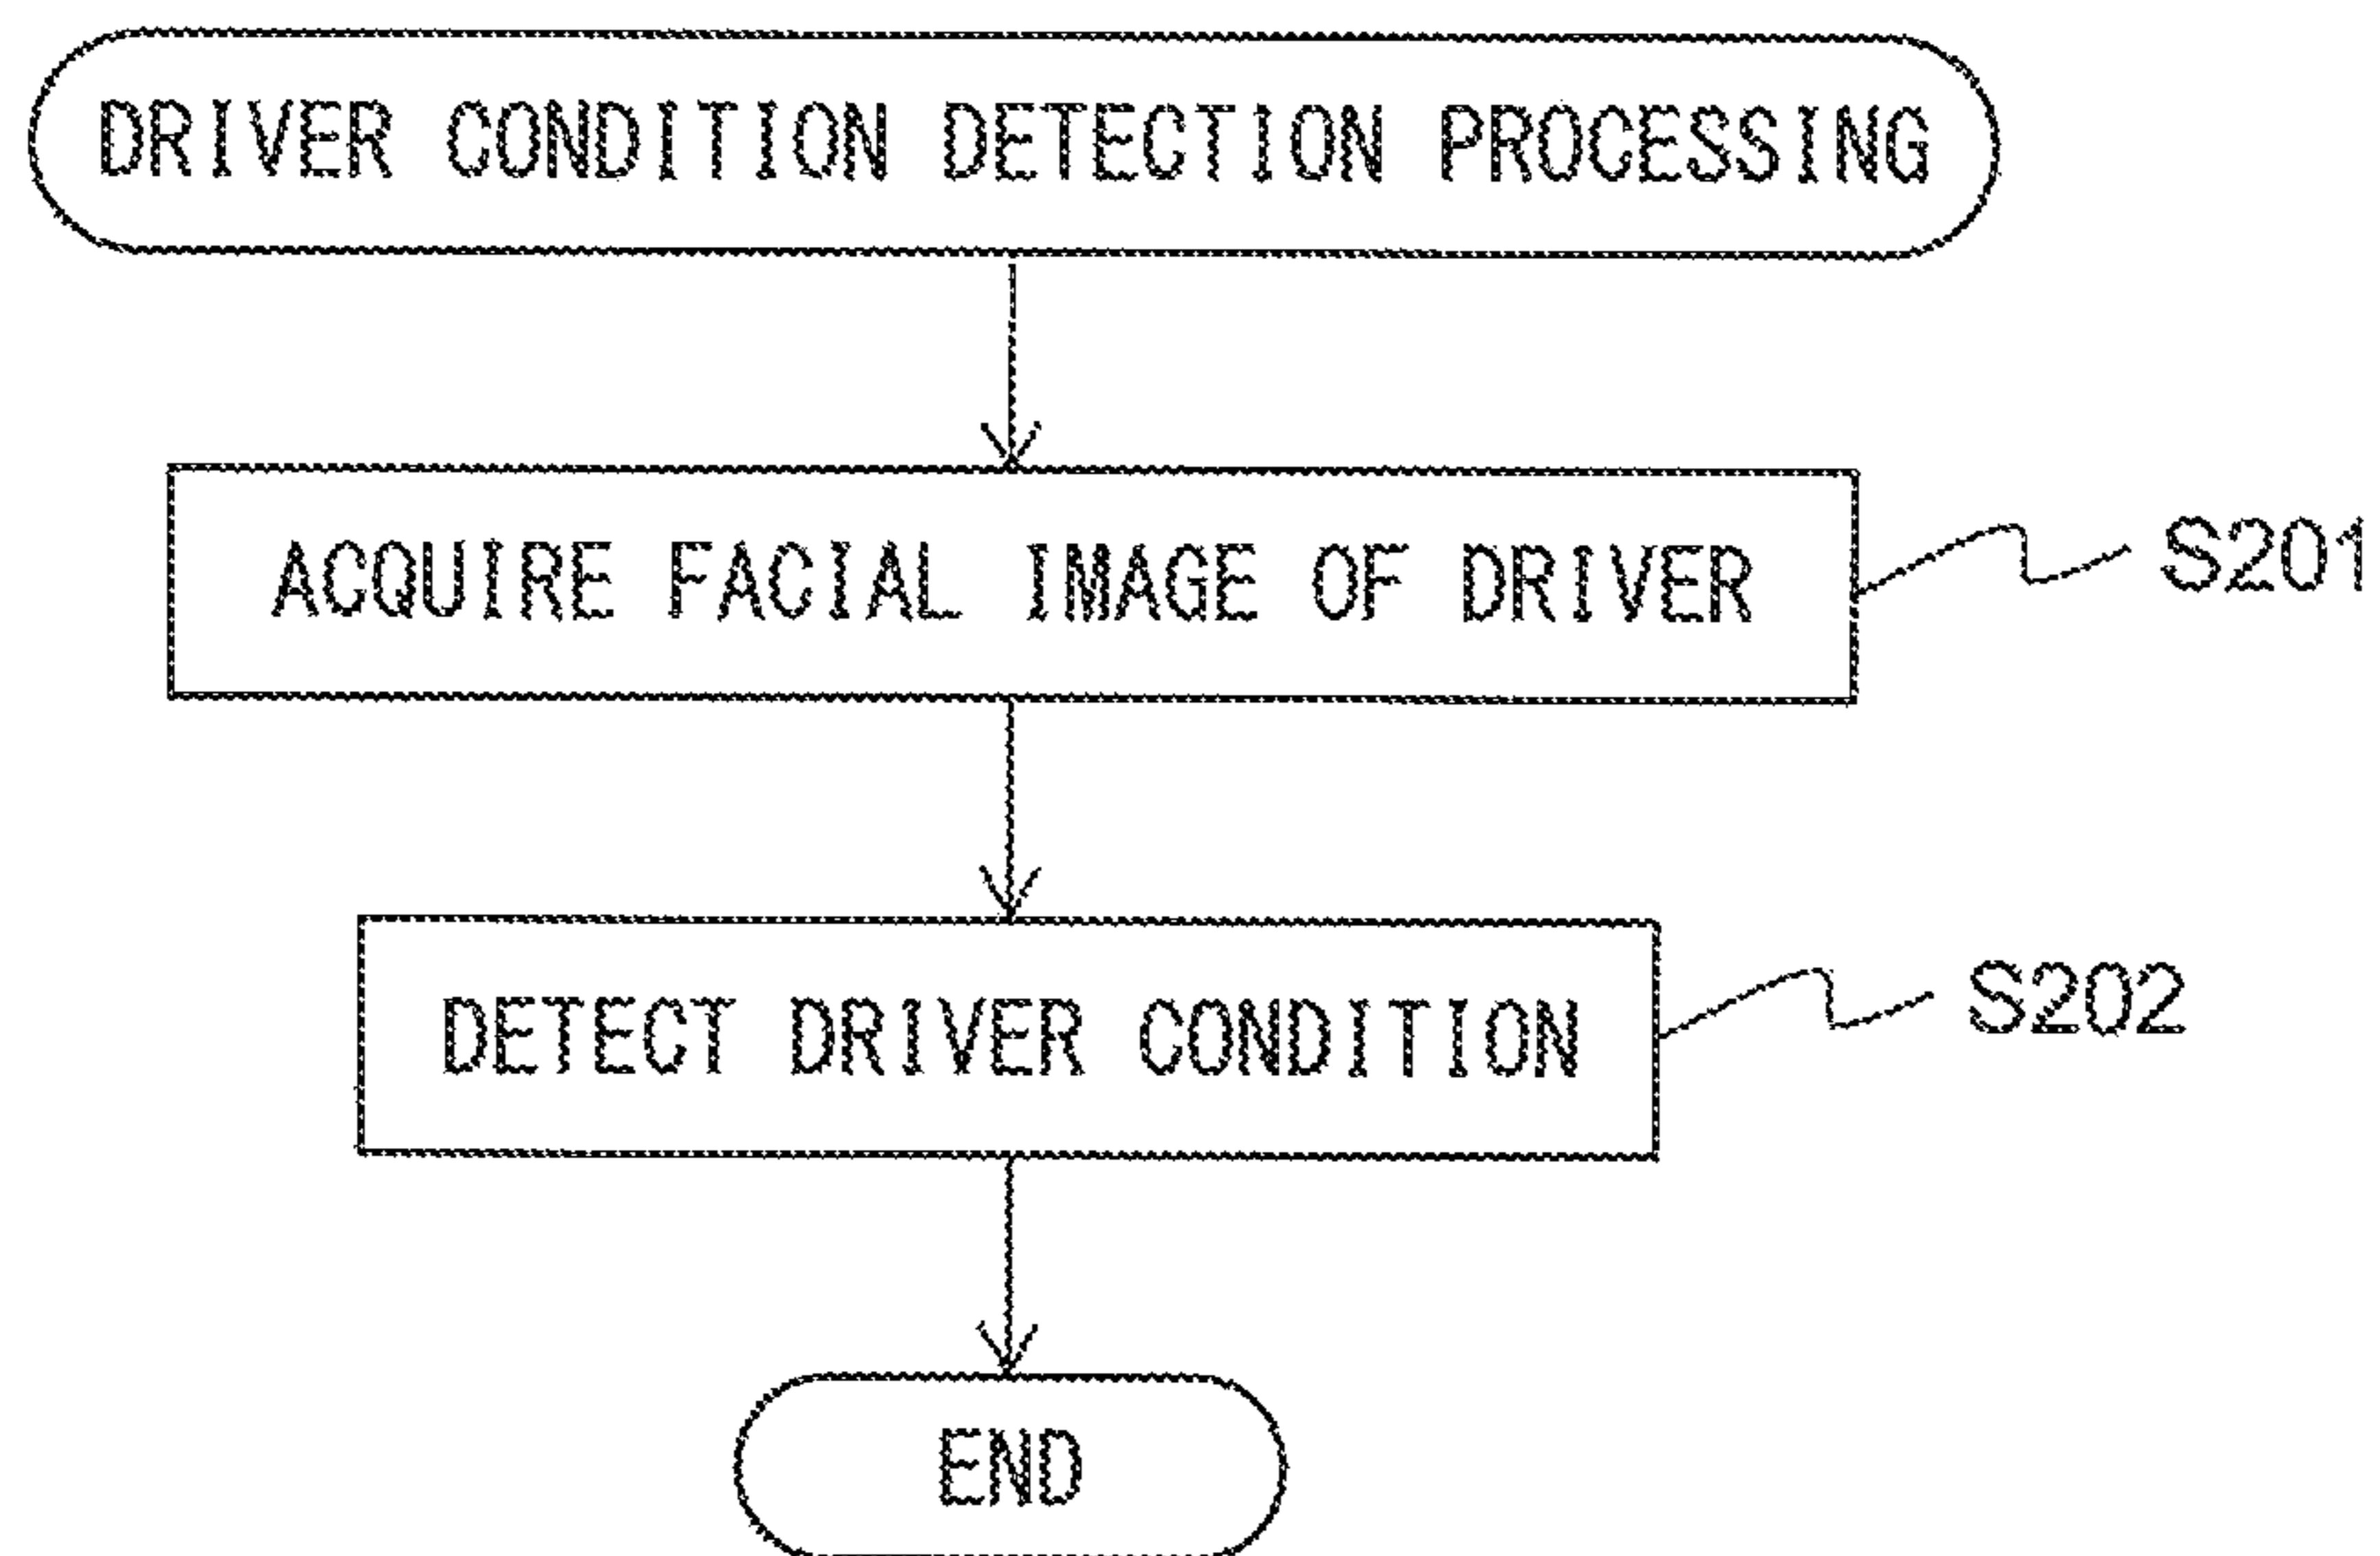 DRIVER CONDITION DETECTION PROCESSING
ACQUIRE FACIAL IMAGE OF DRIVER
S201
DETECT DRIVER CONDITION
S202
END